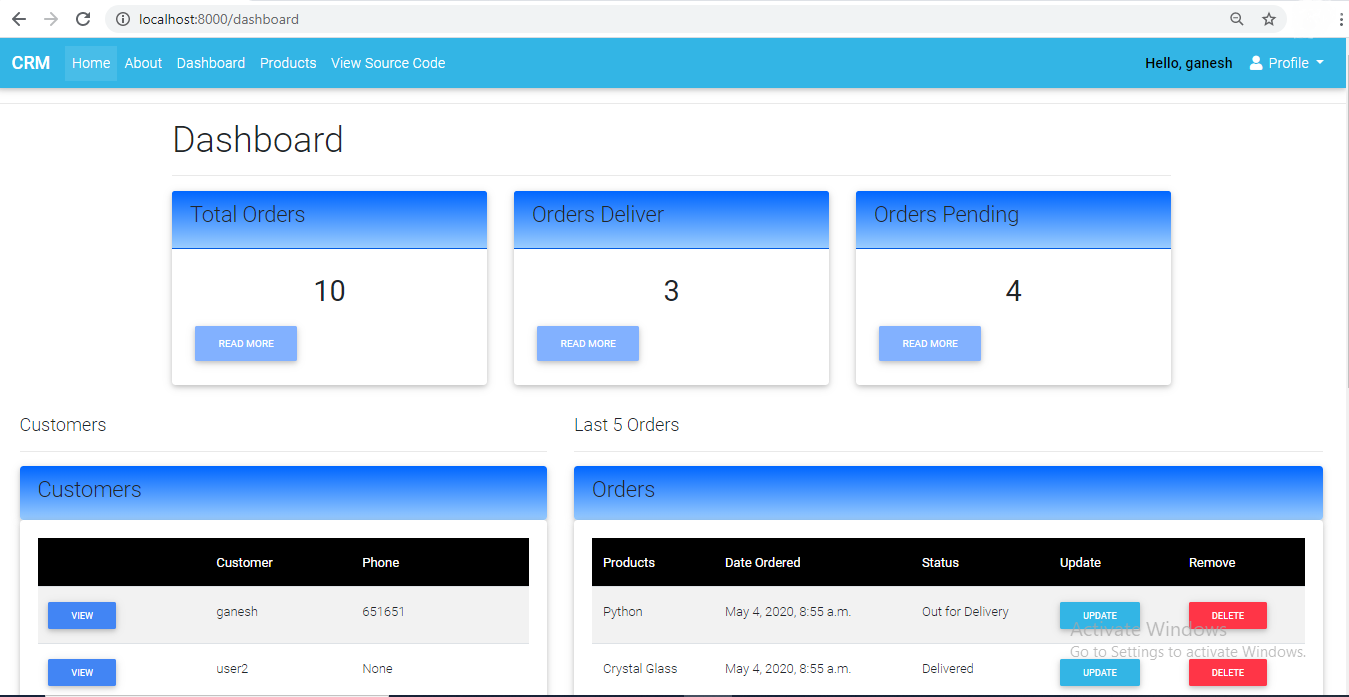 localhost:8000/dashboard
CRM Home About Dashboard Products View Source Code Hello, ganesh Profile
Dashboard
Total Orders Orders Deliver Orders Pending
10 3 4
READ MORE READ MORE READ MORE
Customers Last 5 Orders
Customers Orders
Customer Phone Products Date Ordered Status Update Remove
VIEW ganesh 651651 Python May 4, 2020, 8:55 a.m. Out for Delivery UPDATE DELETE
Activate Windows
Go to Settings to activate Windows.
VIEW user2 None Crystal Glass May 4, 2020, 8:55 a.m. Delivered UPDATE DELETE